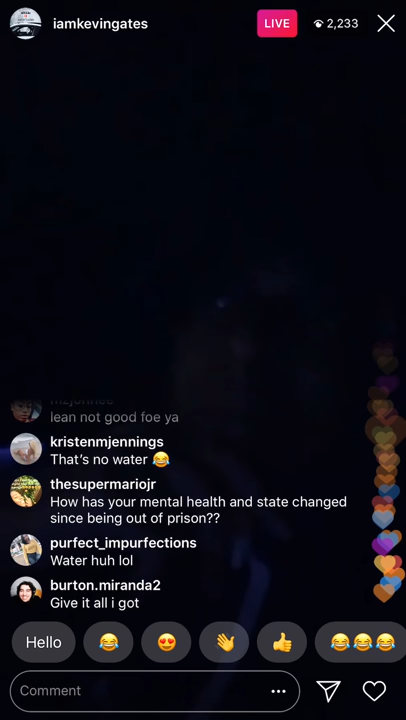 iamkevingates
LIVE
2,233
lean not good foe ya
kristenmjennings
That's no water 😂
thesupermariojr
How has your mental health and state changed
since being out of prison??
purfect_impurfections
Water huh lol
burton.miranda2
Give it all i got
Hello 😂 😍 👋 👍 😂😂😂
Comment